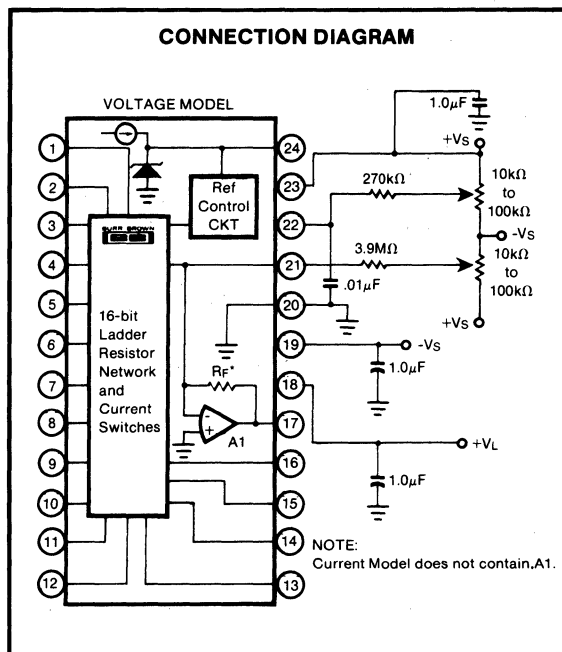 CONNECTION DIAGRAM
VOLTAGE MODEL
1
2
3
4
5
6
7
8
9
10
11
12
24
23
22
21
20
19
18
17
16
15
14
13
BURR BROWN
16-bit
Ladder
Resistor
Network
and
Current
Switches
Ref
Control
CKT
RF*
-
+
A1
1.0µF
+VS
270kΩ
10kΩ
to
100kΩ
-VS
3.9MΩ
10kΩ
to
100kΩ
.01µF
+VS
-VS
1.0µF
+VL
1.0µF
NOTE:
Current Model does not contain.A1.